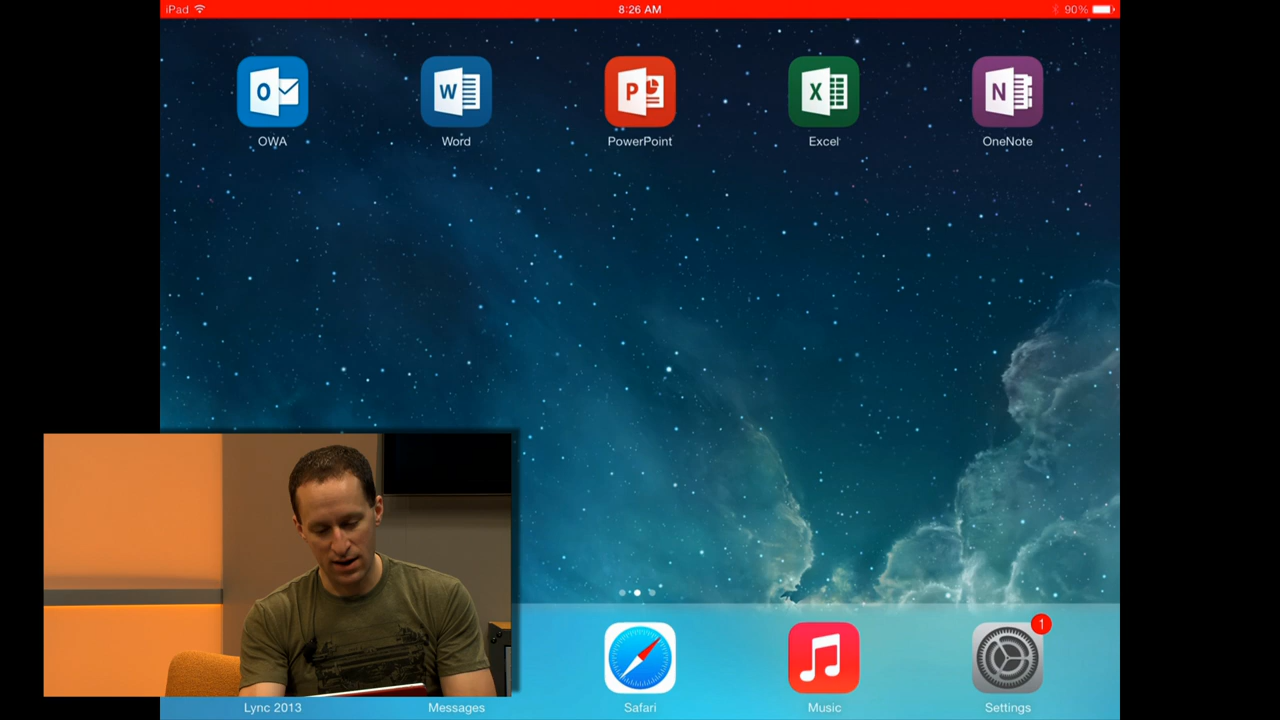 iPad 8:26 AM 90%
O W P X N
OWA Word PowerPoint Excel OneNote
1
Lync 2013 Messages Safari Music Settings